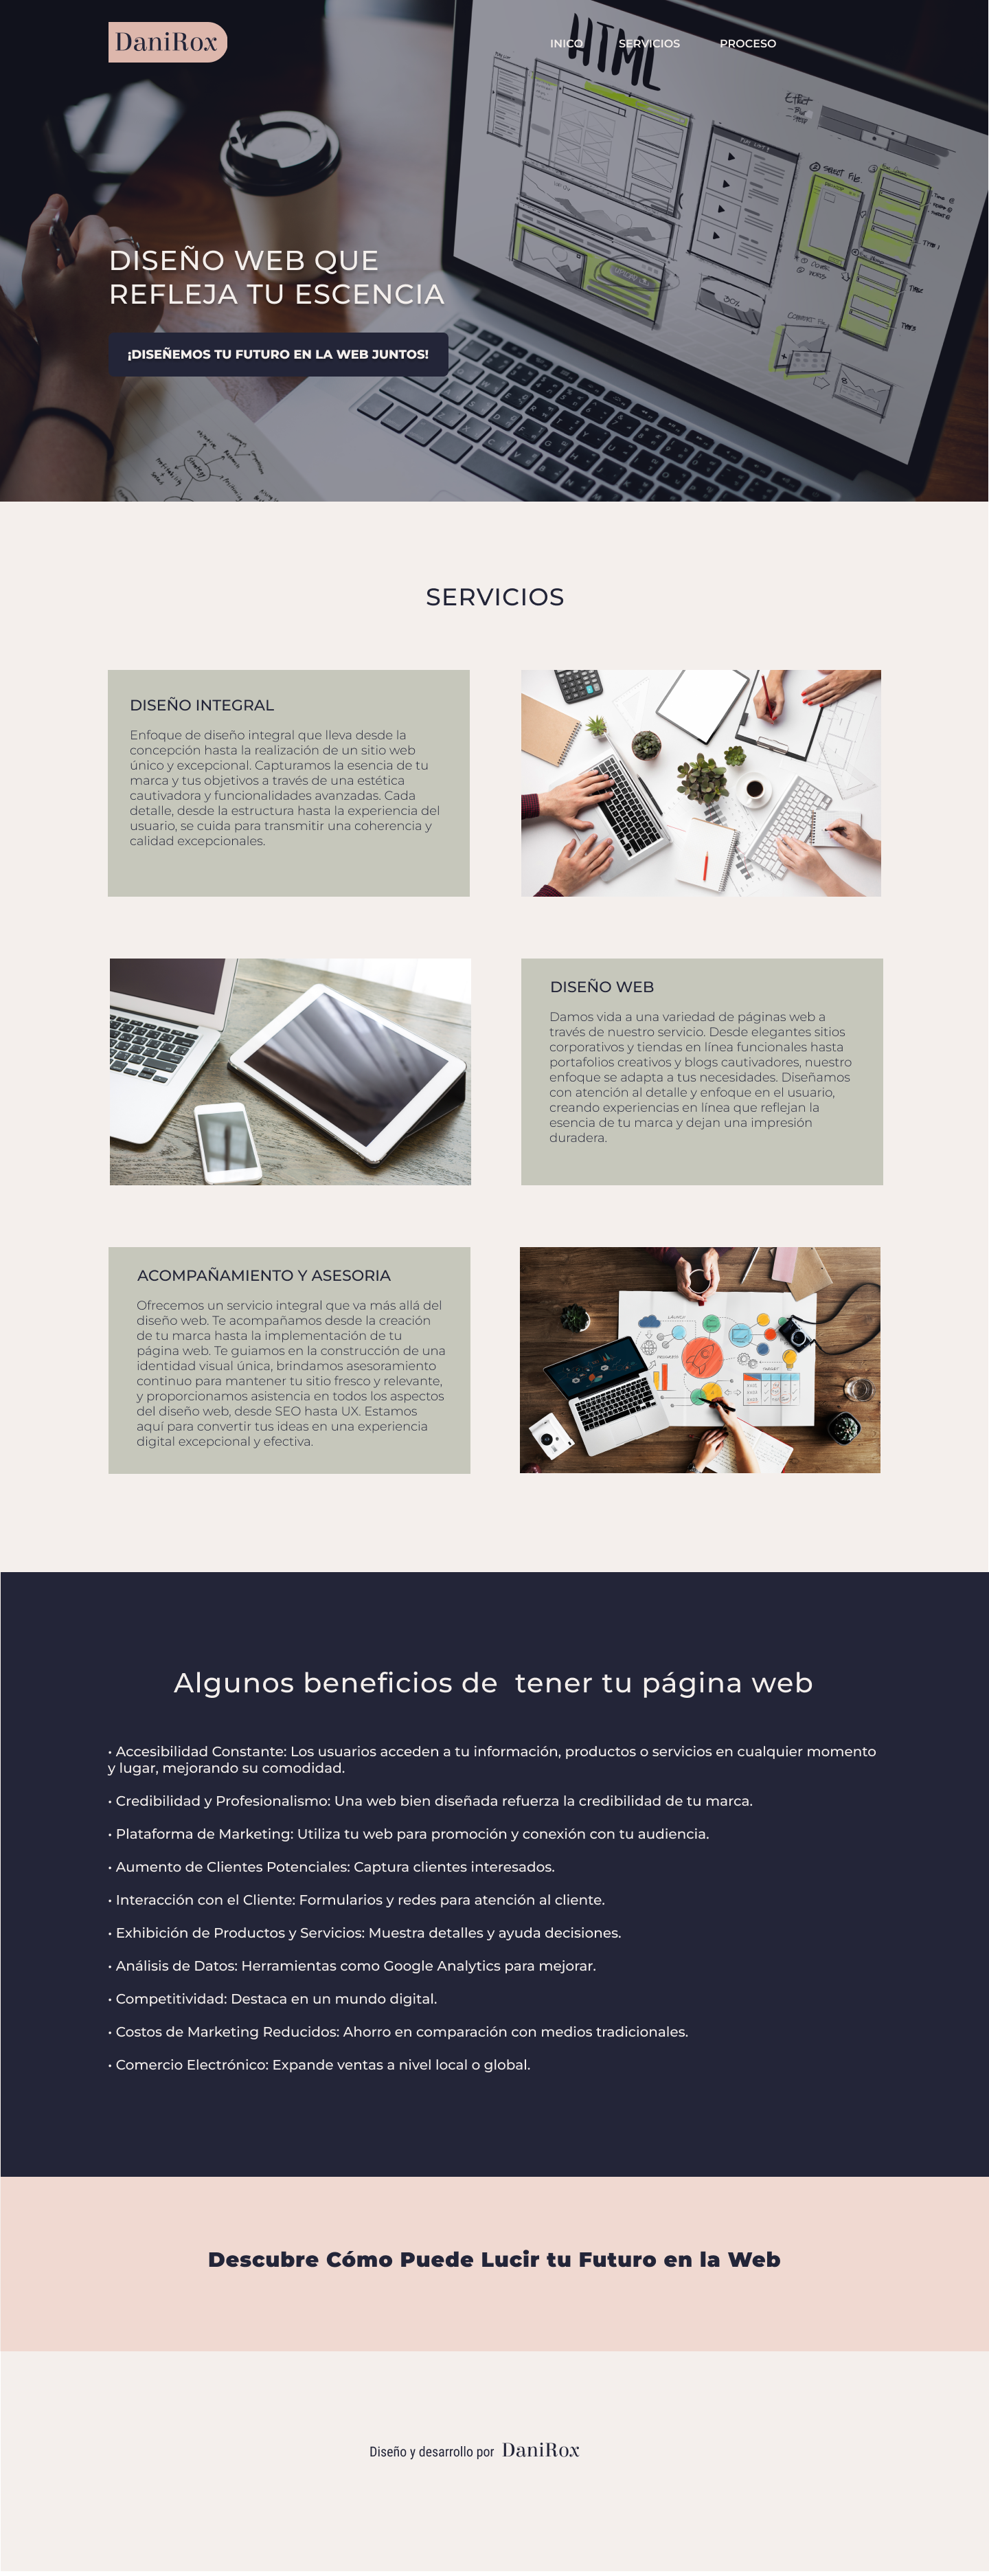 DaniRox
INICO SERVICIOS PROCESO
HTML
Effect
② select File.
DISEÑO WEB QUE
REFLEJA TU ESCENCIA
¡DISEÑEMOS TU FUTURO EN LA WEB JUNTOS!
30%
strategy
SERVICIOS
DISEÑO INTEGRAL
Enfoque de diseño integral que lleva desde la
concepción hasta la realización de un sitio web
único y excepcional. Capturamos la esencia de tu
marca y tus objetivos a través de una estética
cautivadora y funcionalidades avanzadas. Cada
detalle, desde la estructura hasta la experiencia del
usuario, se cuida para transmitir una coherencia y
calidad excepcionales.
DISEÑO WEB
Damos vida a una variedad de páginas web a
través de nuestro servicio. Desde elegantes sitios
corporativos y tiendas en línea funcionales hasta
portafolios creativos y blogs cautivadores, nuestro
enfoque se adapta a tus necesidades. Diseñamos
con atención al detalle y enfoque en el usuario,
creando experiencias en línea que reflejan la
esencia de tu marca y dejan una impresión
duradera.
ACOMPAÑAMIENTO Y ASESORIA
Ofrecemos un servicio integral que va más allá del
diseño web. Te acompañamos desde la creación
de tu marca hasta la implementación de tu
página web. Te guiamos en la construcción de una
identidad visual única, brindamos asesoramiento
continuo para mantener tu sitio fresco y relevante,
y proporcionamos asistencia en todos los aspectos
del diseño web, desde SEO hasta UX. Estamos
aquí para convertir tus ideas en una experiencia
digital excepcional y efectiva.
LAUNCH
TARGET
Algunos beneficios de  tener tu página web
• Accesibilidad Constante: Los usuarios acceden a tu información, productos o servicios en cualquier momento
y lugar, mejorando su comodidad.
• Credibilidad y Profesionalismo: Una web bien diseñada refuerza la credibilidad de tu marca.
• Plataforma de Marketing: Utiliza tu web para promoción y conexión con tu audiencia.
• Aumento de Clientes Potenciales: Captura clientes interesados.
• Interacción con el Cliente: Formularios y redes para atención al cliente.
• Exhibición de Productos y Servicios: Muestra detalles y ayuda decisiones.
• Análisis de Datos: Herramientas como Google Analytics para mejorar.
• Competitividad: Destaca en un mundo digital.
• Costos de Marketing Reducidos: Ahorro en comparación con medios tradicionales.
• Comercio Electrónico: Expande ventas a nivel local o global.
Descubre Cómo Puede Lucir tu Futuro en la Web
Diseño y desarrollo por DaniRox